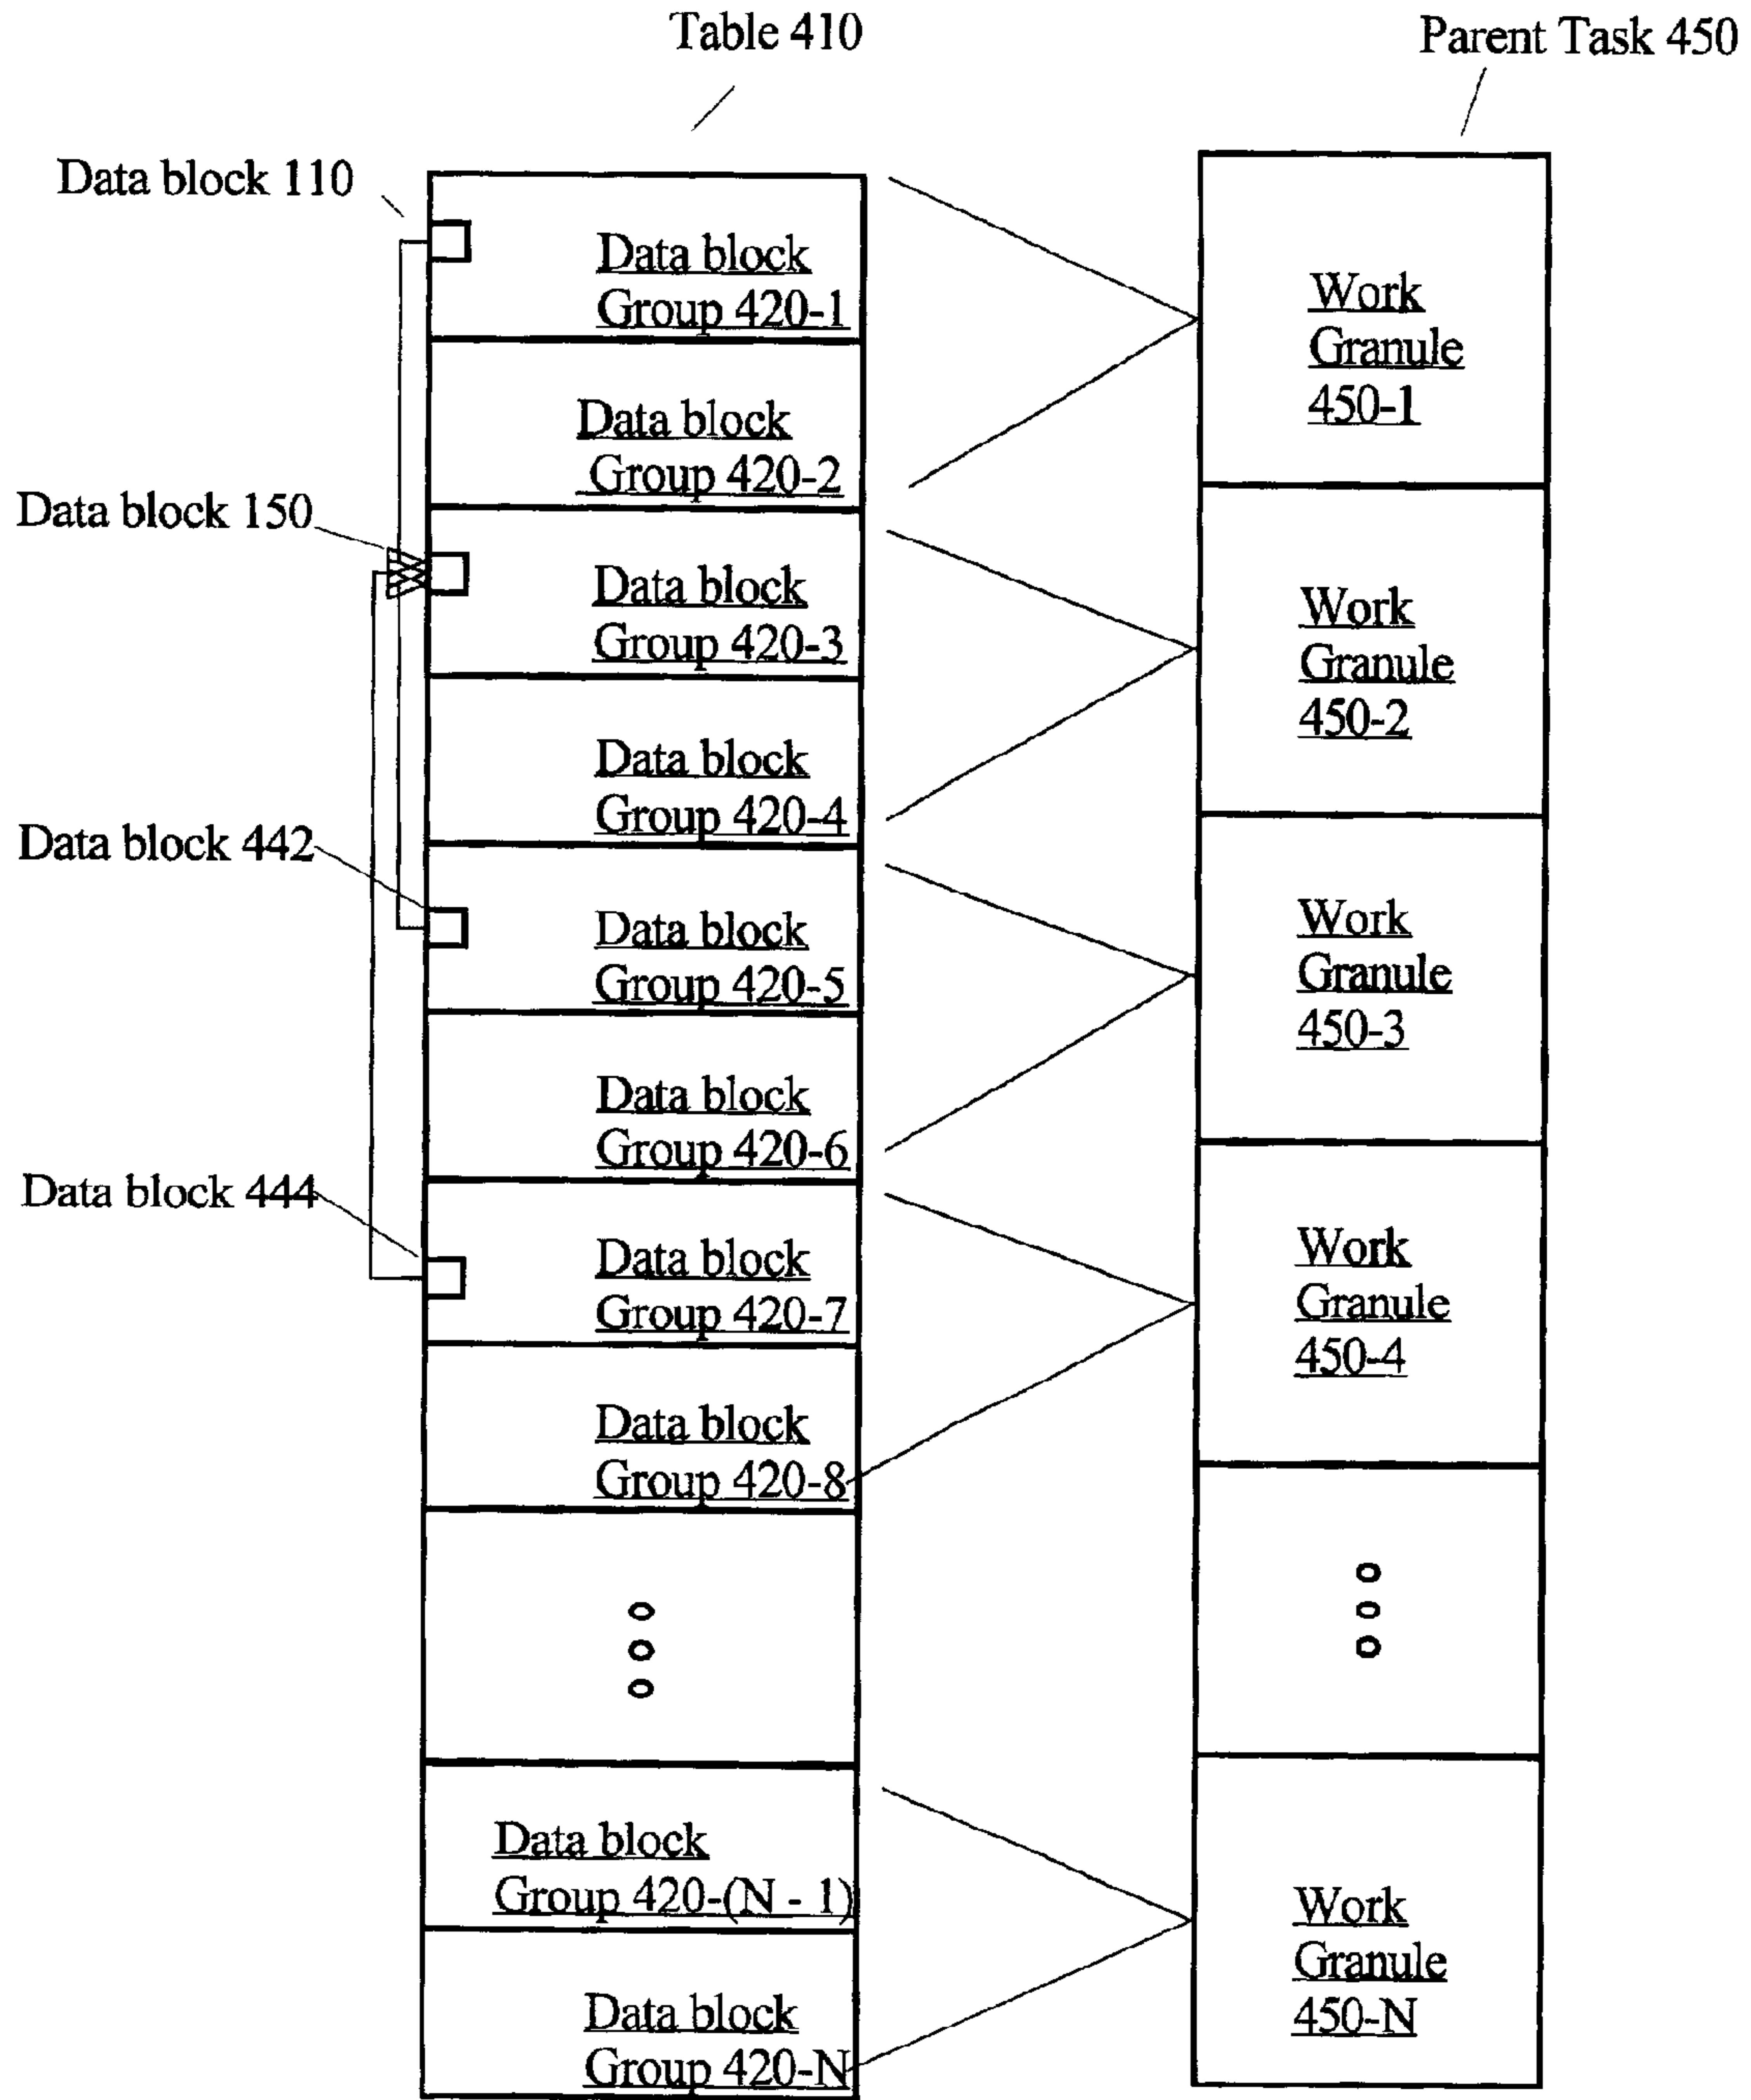 Table 410
Parent Task 450
Data block 110
Data block
Group 420-1
Data block
Group 420-2
Data block 150
Data block
Group 420-3
Data block
Group 420-4
Data block 442
Data block
Group 420-5
Data block
Group 420-6
Data block 444
Data block
Group 420-7
Data block
Group 420-8
Data block
Group 420-(N - 1)
Data block
Group 420-N
Work
Granule
450-1
Work
Granule
450-2
Work
Granule
450-3
Work
Granule
450-4
Work
Granule
450-N